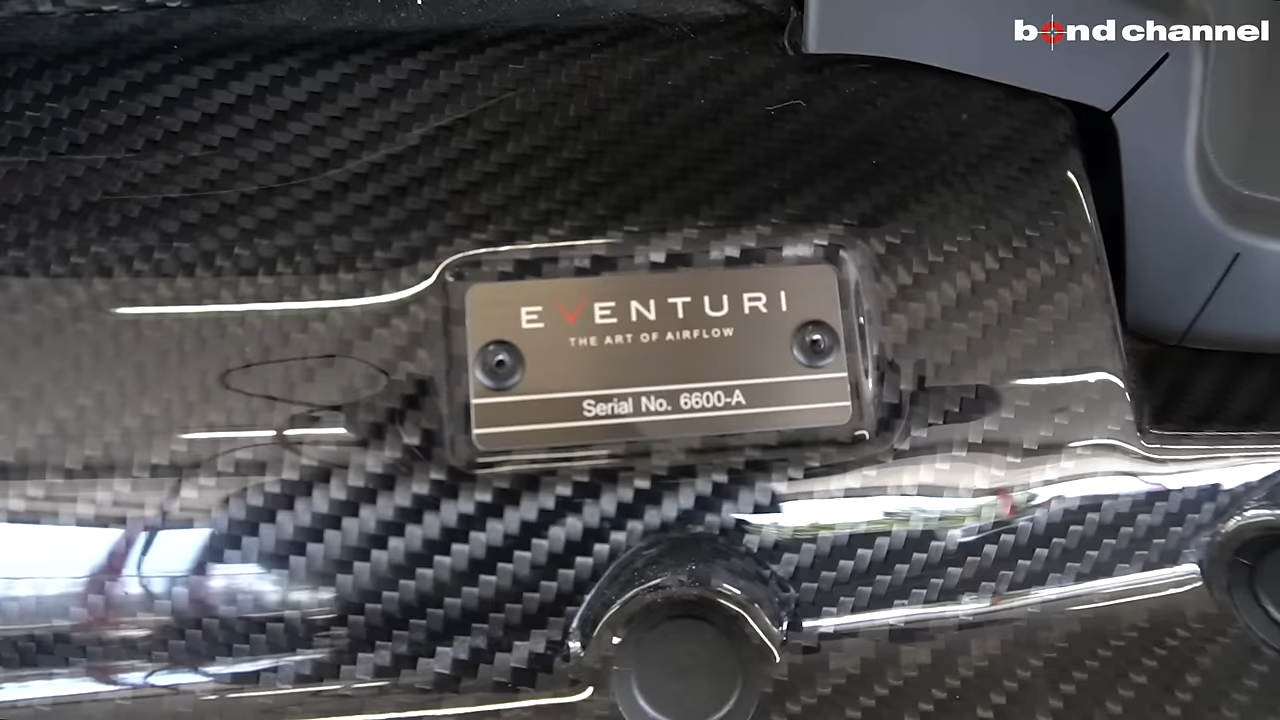 bond channel
EVENTURI
THE ART OF AIRFLOW
Serial No. 6600-A